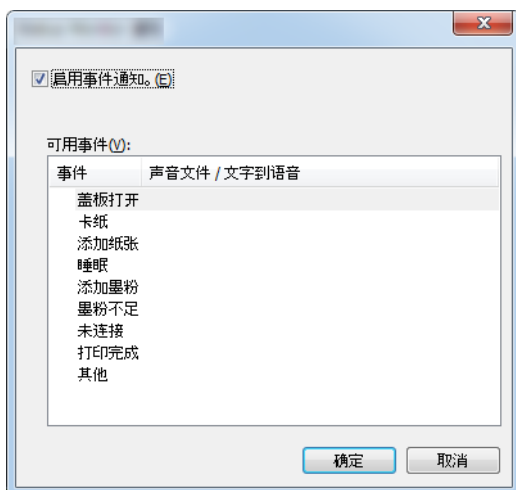 启用事件通知。(E)
可用事件(V):
事件 声音文件 / 文字到语音
盖板打开
卡纸
添加纸张
睡眠
添加墨粉
墨粉不足
未连接
打印完成
其他
确定 取消